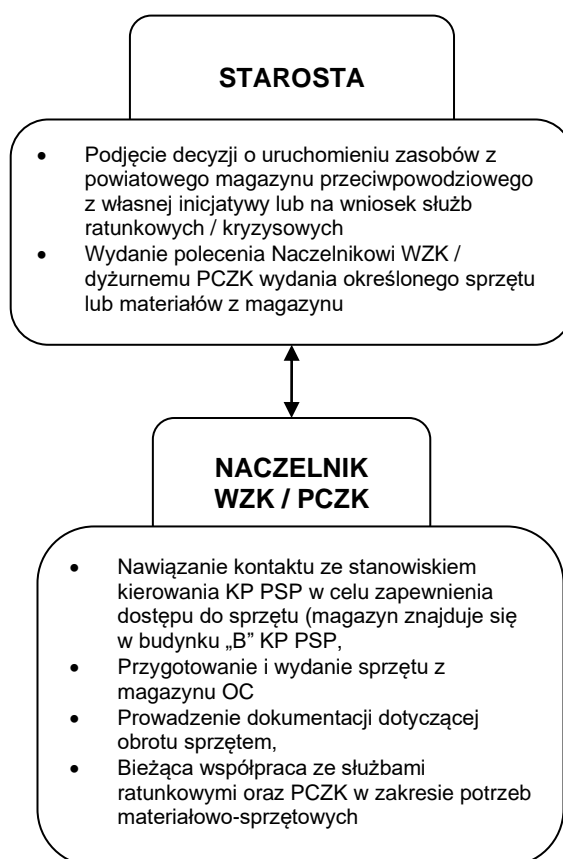 STAROSTA
• Podjęcie decyzji o uruchomieniu zasobów z
powiatowego magazynu przeciwpowodziowego
z własnej inicjatywy lub na wniosek służb
ratunkowych / kryzysowych
• Wydanie polecenia Naczelnikowi WZK /
dyżurnemu PCZK wydania określonego sprzętu
lub materiałów z magazynu
NACZELNIK
WZK / PCZK
• Nawiązanie kontaktu ze stanowiskiem
kierowania KP PSP w celu zapewnienia
dostępu do sprzętu (magazyn znajduje się
w budynku „B” KP PSP,
• Przygotowanie i wydanie sprzętu z
magazynu OC
• Prowadzenie dokumentacji dotyczącej
obrotu sprzętem,
• Bieżąca współpraca ze służbami
ratunkowymi oraz PCZK w zakresie potrzeb
materiałowo-sprzętowych